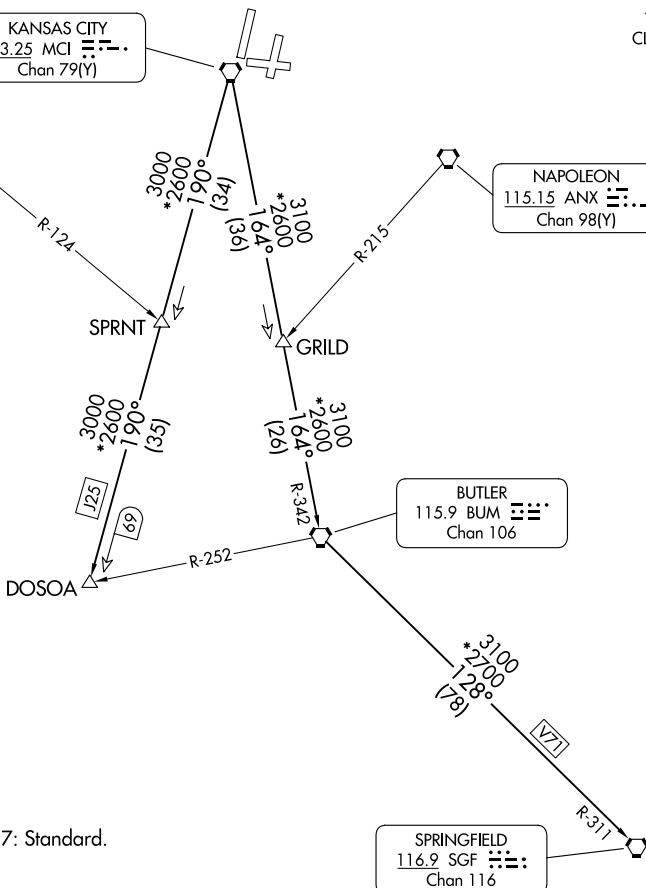 KANSAS CITY
3.25 MCI
Chan 79(Y)
CL
NAPOLEON
115.15 ANX
Chan 98(Y)
3000
*2600
190°
(34)
3100
*2600
164°
(36)
R-124
R-215
SPRNT
GRILD
3000
*2600
190°
(35)
3100
*2600
164°
(26)
J25
69
R-342
BUTLER
115.9 BUM
Chan 106
R-252
DOSOA
3100
*2700
128°
(78)
V71
R-311
7: Standard.
SPRINGFIELD
116.9 SGF
Chan 116